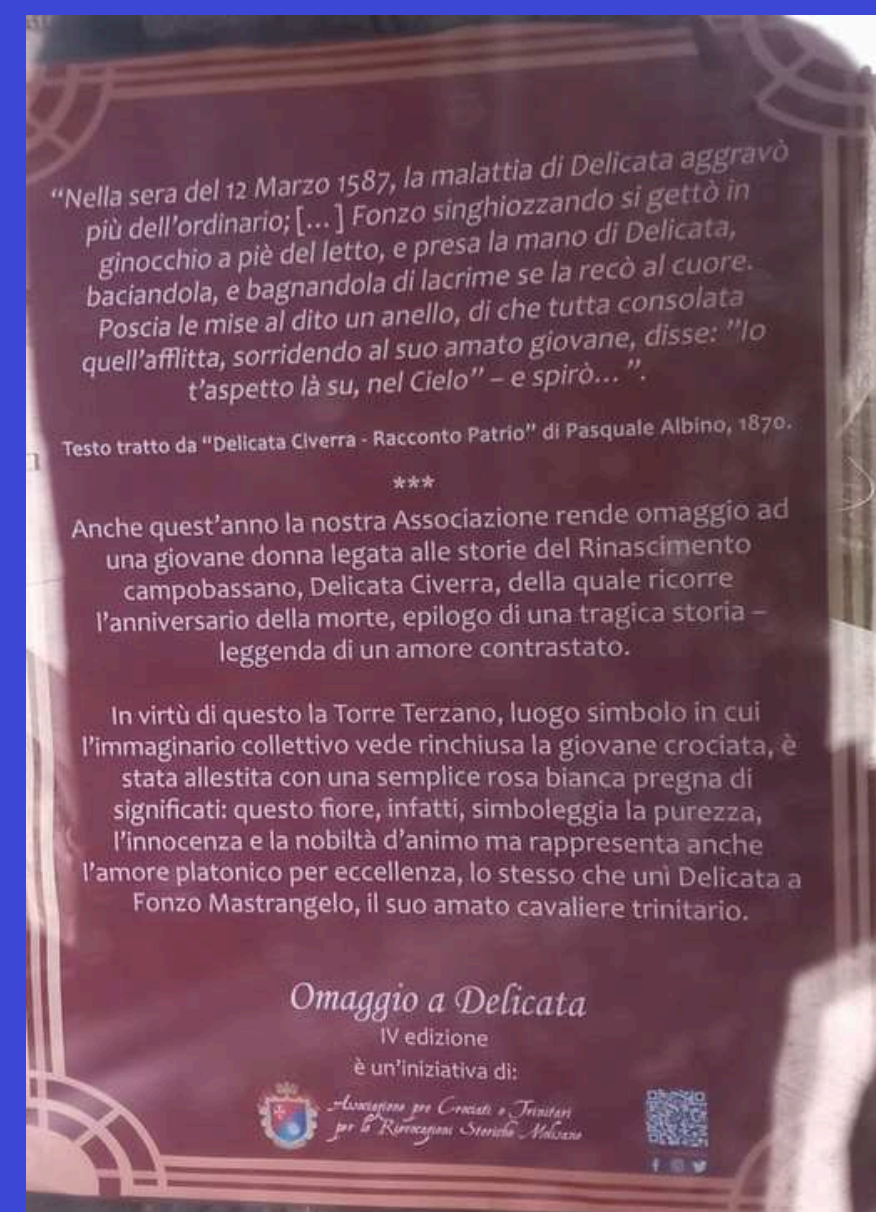 “Nella sera del 12 Marzo 1587, la malattia di Delicata aggravò
più dell'ordinario; [...] Fonzo singhiozzando si gettò in
ginocchio a piè del letto, e presa la mano di Delicata,
baciandola, e bagnandola di lacrime se la recò al cuore.
Poscia le mise al dito un anello, di che tutta consolata
quell'afflitta, sorridendo al suo amato giovane, disse: ”Io
t'aspetto là su, nel Cielo” – e spirò... ”.
Testo tratto da “Delicata Civerra - Racconto Patrio” di Pasquale Albino, 1870.
***
Anche quest'anno la nostra Associazione rende omaggio ad
una giovane donna legata alle storie del Rinascimento
campobassano, Delicata Civerra, della quale ricorre
l'anniversario della morte, epilogo di una tragica storia –
leggenda di un amore contrastato.
In virtù di questo la Torre Terzano, luogo simbolo in cui
l'immaginario collettivo vede rinchiusa la giovane crociata, è
stata allestita con una semplice rosa bianca pregna di
significati: questo fiore, infatti, simboleggia la purezza,
l'innocenza e la nobiltà d'animo ma rappresenta anche
l'amore platonico per eccellenza, lo stesso che unì Delicata a
Fonzo Mastrangelo, il suo amato cavaliere trinitario.
Omaggio a Delicata
IV edizione
è un'iniziativa di:
Associazione pro Crociati e Trinitari
per le Rievocazioni Storiche Molisane